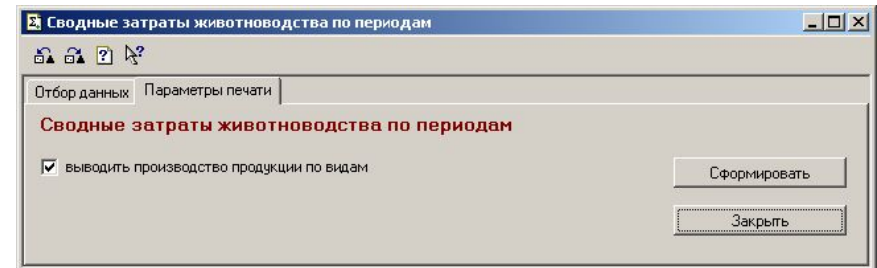 Сводные затраты животноводства по периодам
Отбор данных Параметры печати
Сводные затраты животноводства по периодам
выводить производство продукции по видам
Сформировать
Закрыть